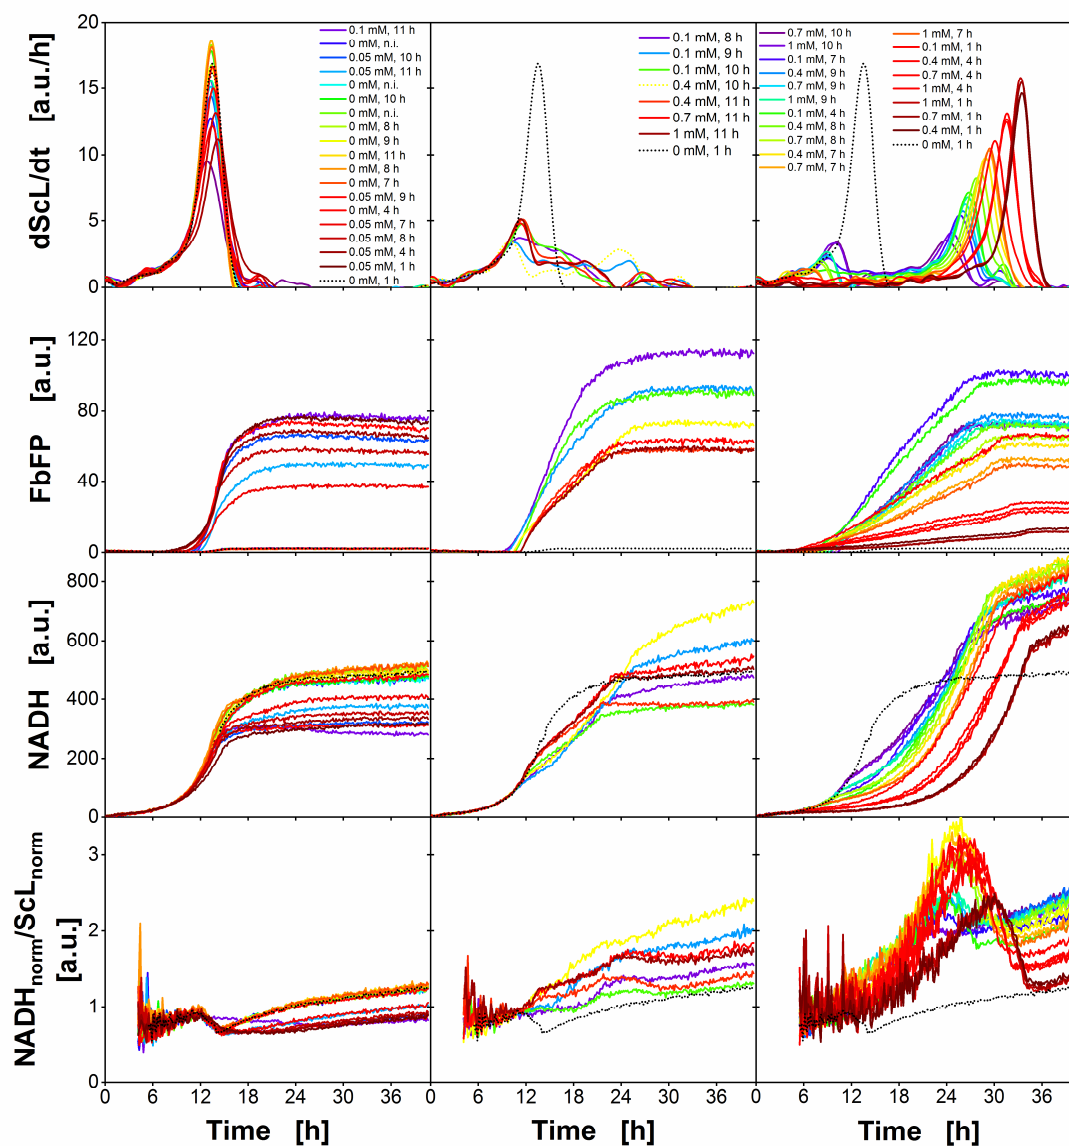 dScL/dt [a.u./h]
20
15
10
5
0
0.1 mM, 11 h
0 mM, n.i.
0.05 mM, 10 h
0.05 mM, 11 h
0 mM, n.i.
0 mM, 10 h
0 mM, n.i.
0 mM, 8 h
0 mM, 9 h
0 mM, 11 h
0 mM, 8 h
0 mM, 7 h
0.05 mM, 9 h
0 mM, 4 h
0.05 mM, 7 h
0.05 mM, 8 h
0.05 mM, 4 h
0.05 mM, 1 h
0 mM, 1 h
0.1 mM, 8 h
0.1 mM, 9 h
0.1 mM, 10 h
0.4 mM, 10 h
0.4 mM, 11 h
0.7 mM, 11 h
1 mM, 11 h
0 mM, 1 h
0.7 mM, 10 h
1 mM, 10 h
0.1 mM, 7 h
0.4 mM, 9 h
0.7 mM, 9 h
1 mM, 9 h
0.1 mM, 4 h
0.4 mM, 8 h
0.7 mM, 8 h
0.4 mM, 7 h
0.7 mM, 7 h
1 mM, 7 h
0.1 mM, 1 h
0.4 mM, 4 h
0.7 mM, 4 h
1 mM, 4 h
1 mM, 1 h
0.7 mM, 1 h
0.4 mM, 1 h
0 mM, 1 h
FbFP [a.u.]
120
80
40
0
NADH [a.u.]
800
600
400
200
0
NADHnorm/ScLnorm
[a.u.]
3
2
1
0
0 6 12 18 24 30 36
0 6 12 18 24 30 36
0 6 12 18 24 30 36
Time [h]
Time [h]
Time [h]